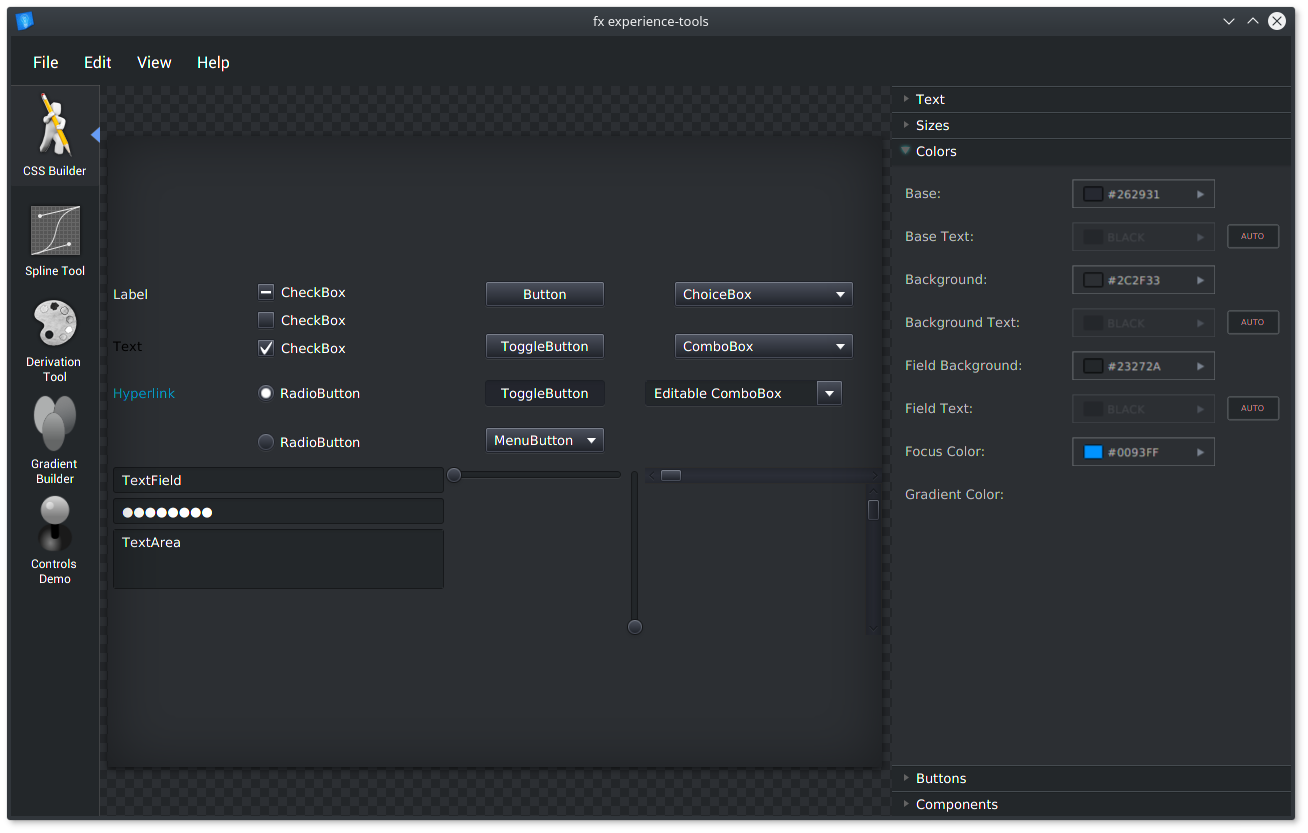 fx experience-tools
File Edit View Help
CSS Builder
Spline Tool
Derivation
Tool
Gradient
Builder
Controls
Demo
Label
CheckBox
Button
ChoiceBox
CheckBox
Text
CheckBox
ToggleButton
ComboBox
Hyperlink
RadioButton
ToggleButton
Editable ComboBox
RadioButton
MenuButton
TextField
TextArea
Text
Sizes
Colors
Base:
#262931
Base Text:
BLACK
AUTO
Background:
#2C2F33
Background Text:
BLACK
AUTO
Field Background:
#23272A
Field Text:
BLACK
AUTO
Focus Color:
#0093FF
Gradient Color:
Buttons
Components